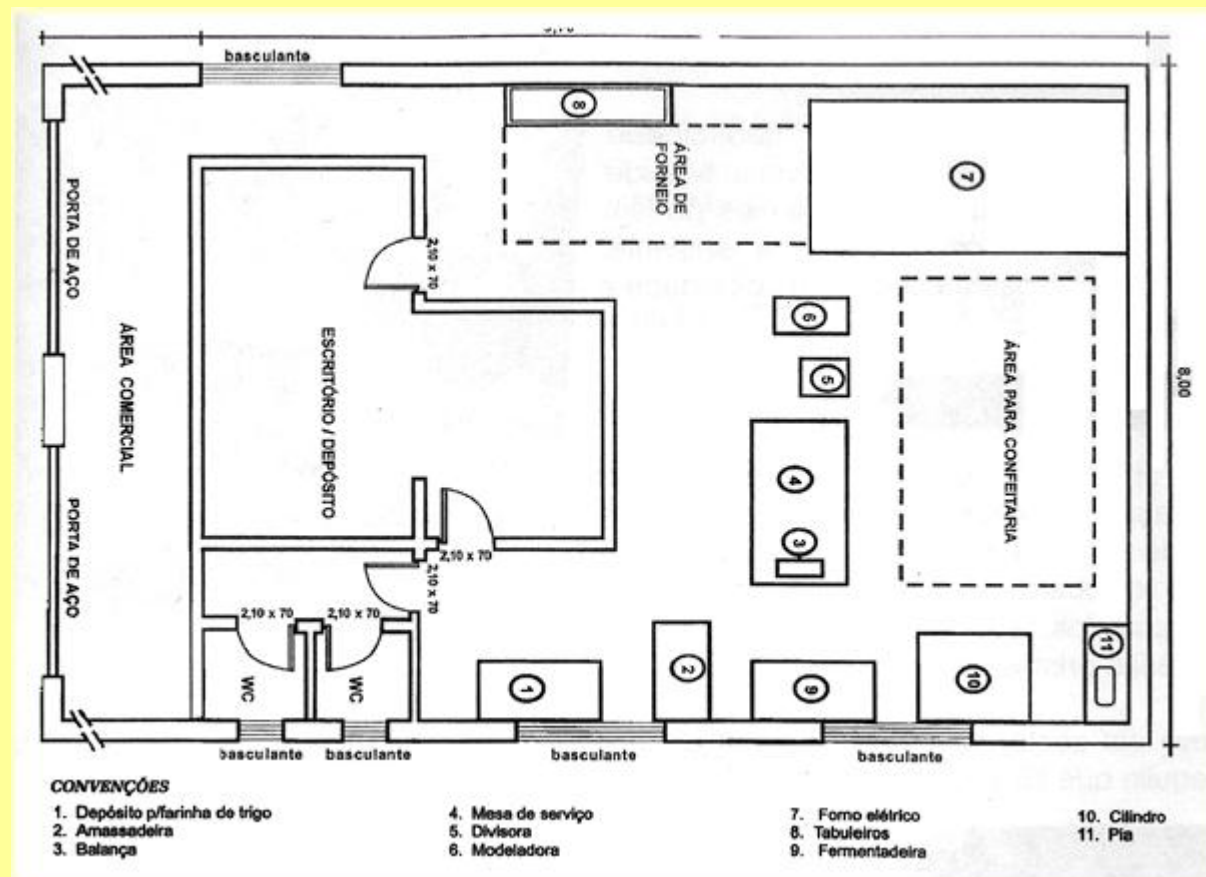 basculante
8
ÁREA DE
FORNEIO
7
PORTA DE AÇO
2,10 x 70
6
ÁREA COMERCIAL
ESCRITÓRIO / DEPÓSITO
5
ÁREA PARA CONFEITARIA
8,00
4
3
PORTA DE AÇO
2,10 x 70
2,10 x 70
2,10 x 70
2,10 x 70
WC
WC
1
2
9
10
11
basculante
basculante
basculante
basculante
CONVENÇÕES
1. Depósito p/farinha de trigo
2. Amassadeira
3. Balança
4. Mesa de serviço
5. Divisora
6. Modeladora
7. Forno elétrico
8. Tabuleiros
9. Fermentadeira
10. Cilindro
11. Pia